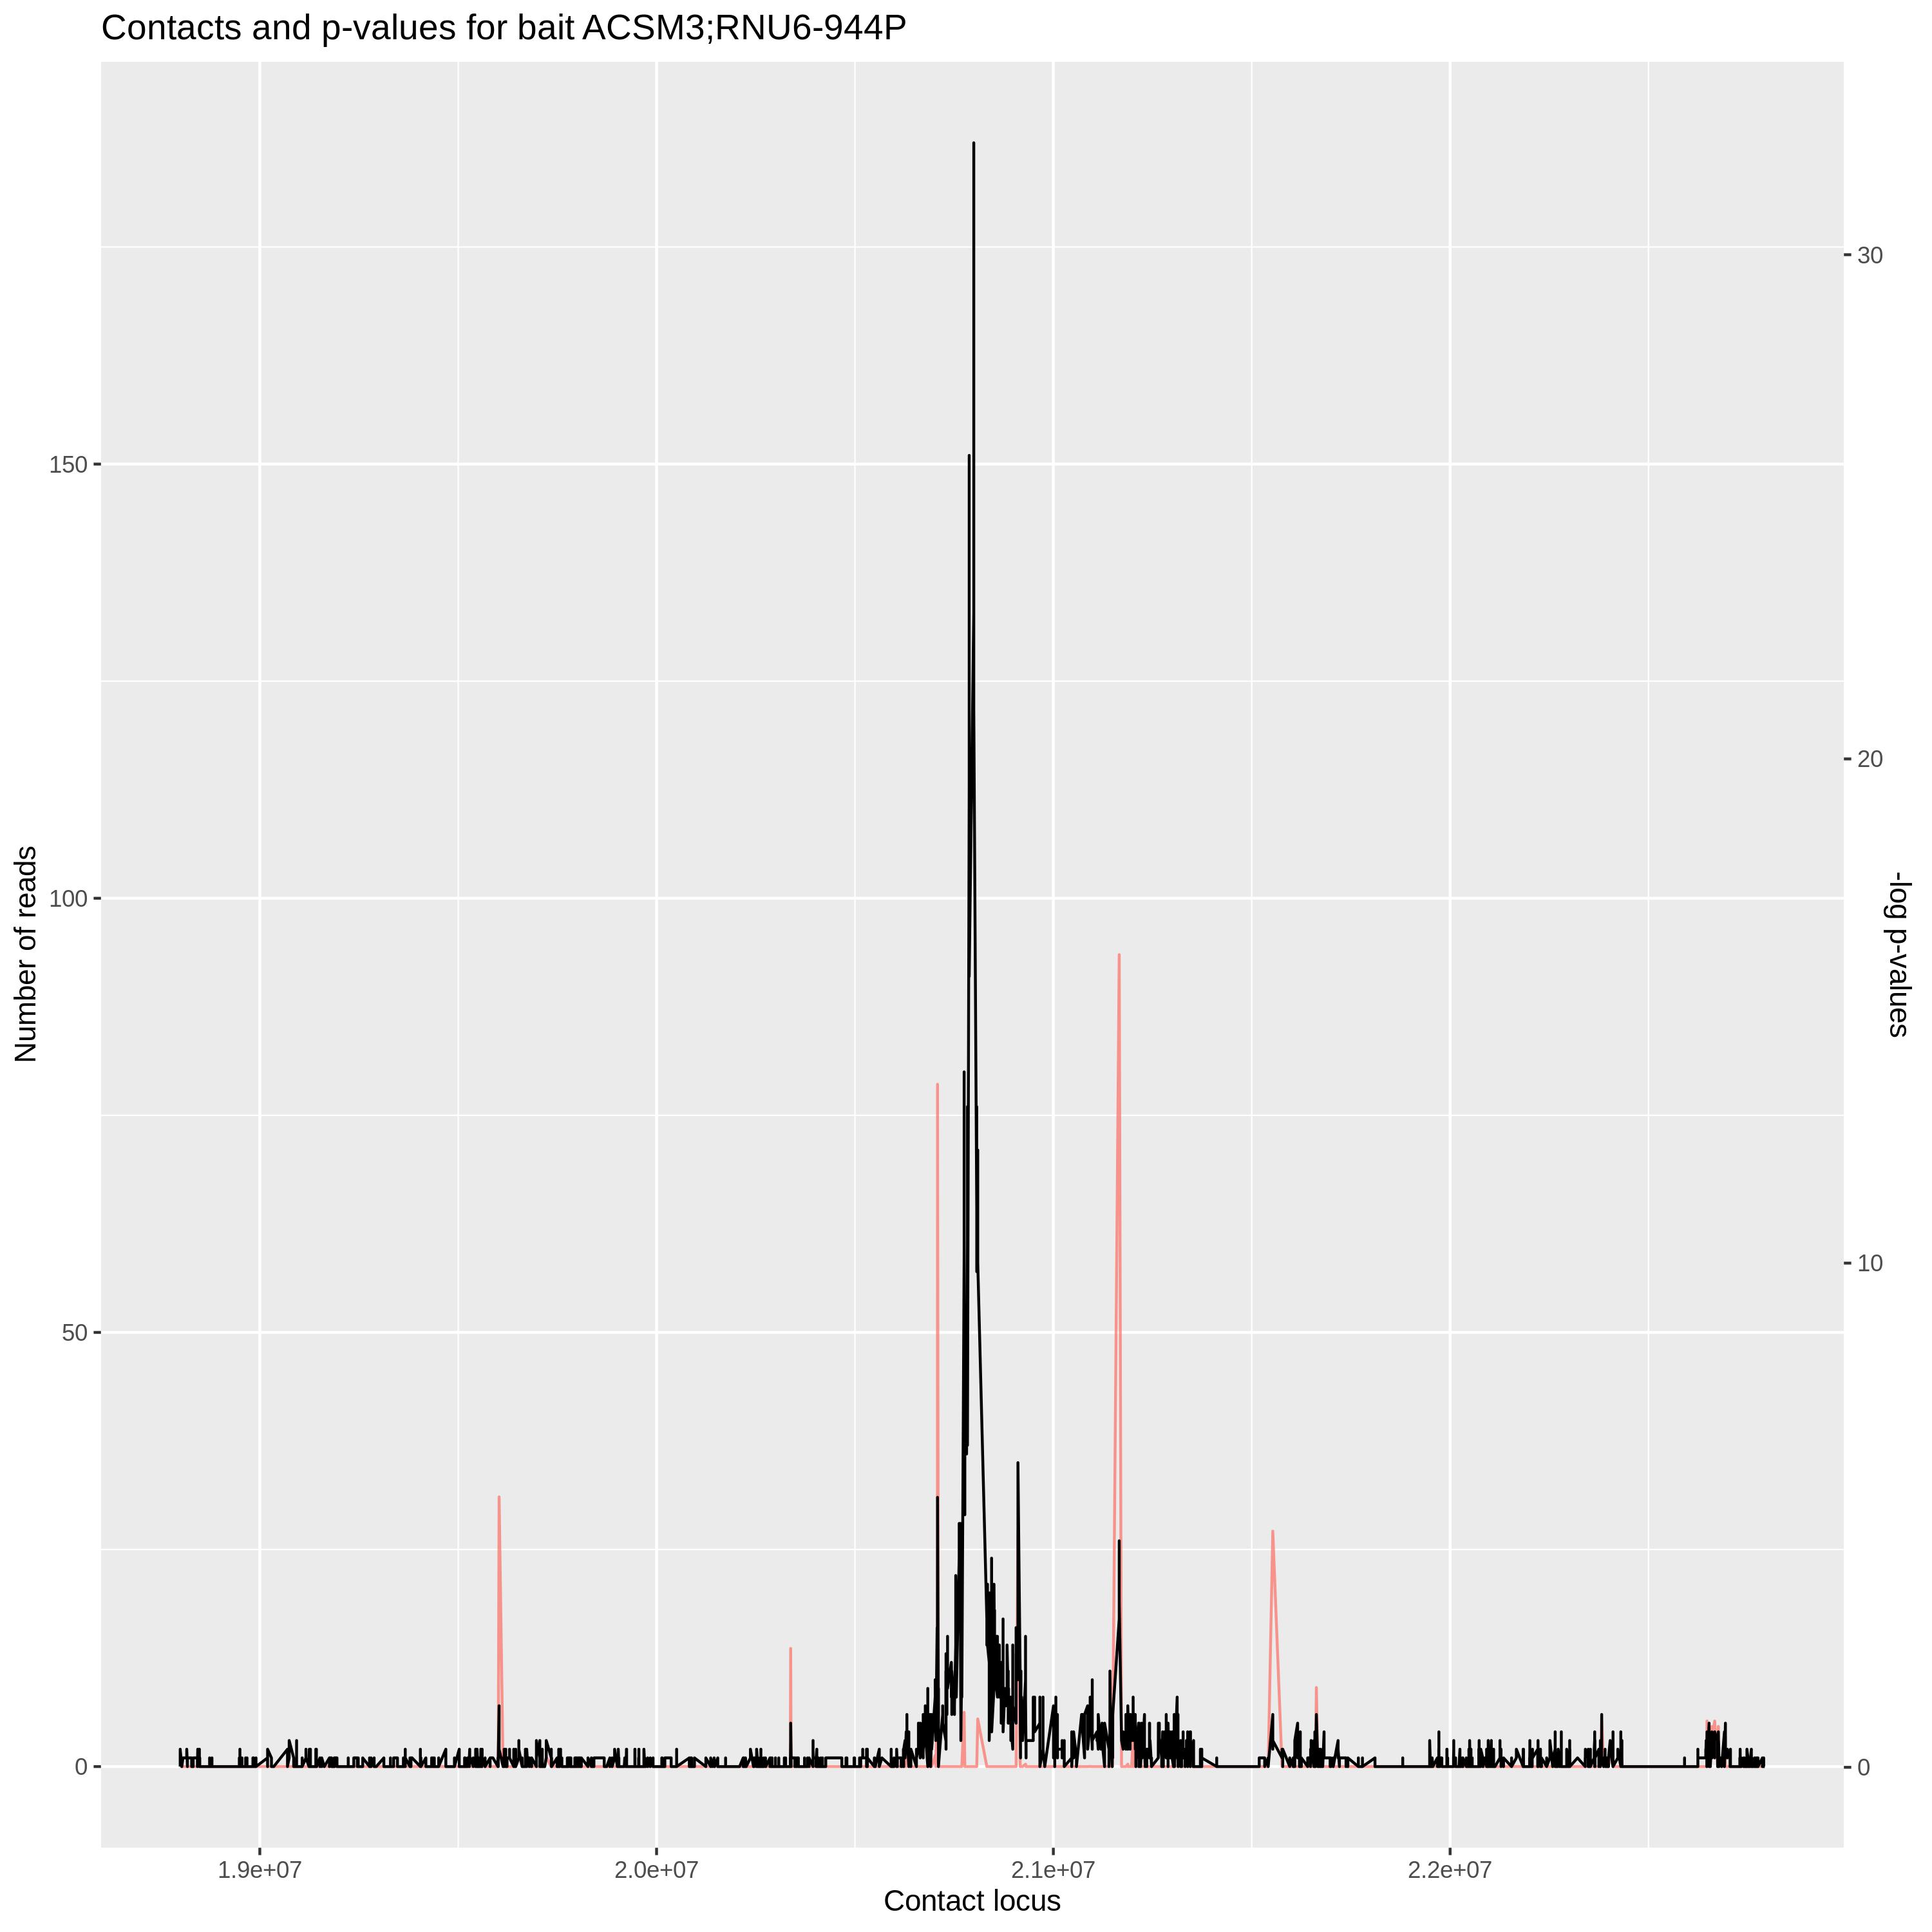 Contacts and p-values for bait ACSM3;RNU6-944P
Number of reads
150
100
50
0
30
20
10
0
-log p-values
1.9e+07
2.0e+07
2.1e+07
2.2e+07
Contact locus